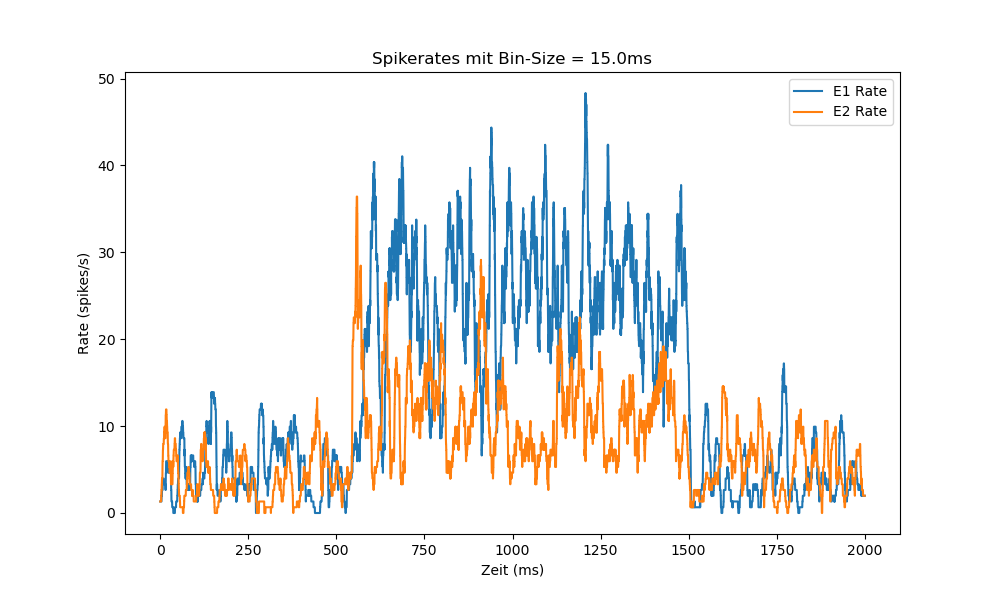 Spikerates mit Bin-Size = 15.0ms
50
E1 Rate
E2 Rate
40
30
20
10
0
Rate (spikes/s)
0 250 500 750 1000 1250 1500 1750 2000
Zeit (ms)